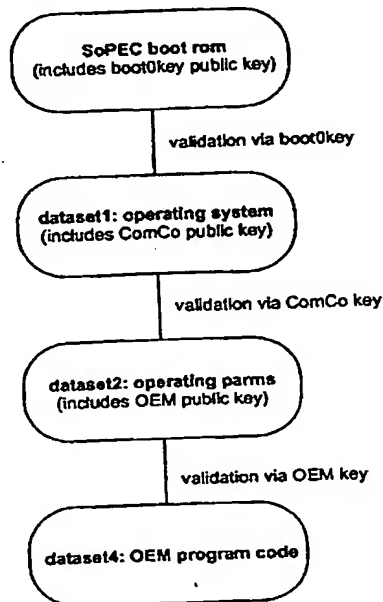 SoPEC boot rom
(includes boot0key public key)
validation via boot0key
dataset1: operating system
(includes ComCo public key)
validation via ComCo key
dataset2: operating parms
(includes OEM public key)
validation via OEM key
dataset4: OEM program code